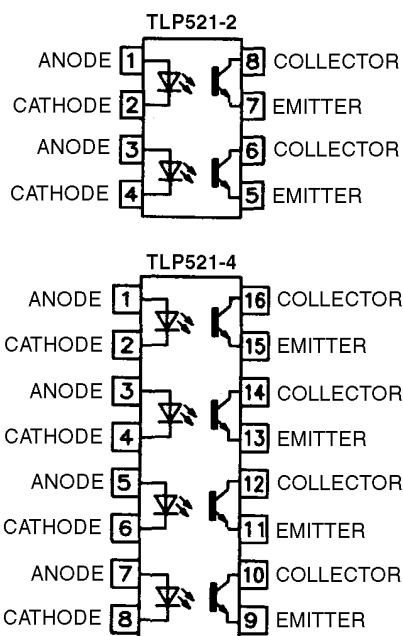 TLP521-2
ANODE 1 8 COLLECTOR
CATHODE 2 7 EMITTER
ANODE 3 6 COLLECTOR
CATHODE 4 5 EMITTER
TLP521-4
ANODE 1 16 COLLECTOR
CATHODE 2 15 EMITTER
ANODE 3 14 COLLECTOR
CATHODE 4 13 EMITTER
ANODE 5 12 COLLECTOR
CATHODE 6 11 EMITTER
ANODE 7 10 COLLECTOR
CATHODE 8 9 EMITTER